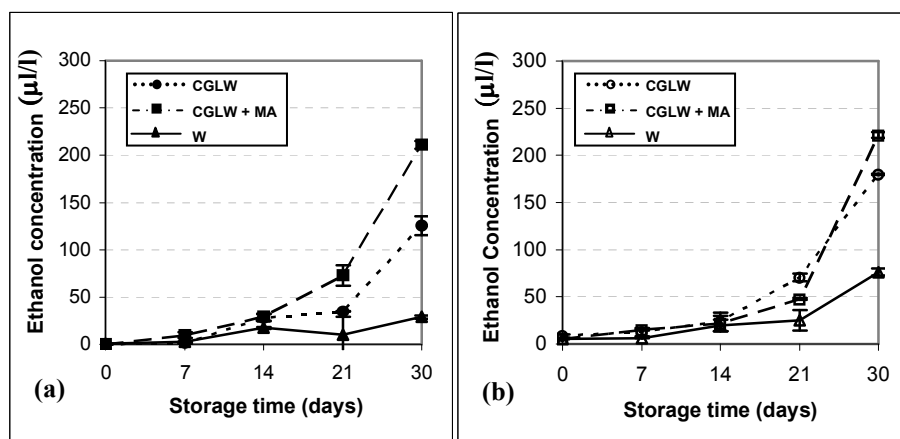 Ethanol concentration (µl/l)
300
250
200
150
100
50
0
CGLW
CGLW + MA
W
0 7 14 21 30
Storage time (days)
(a)
Ethanol Concentration (µl/l)
300
250
200
150
100
50
0
CGLW
CGLW + MA
W
0 7 14 21 30
Storage time (days)
(b)